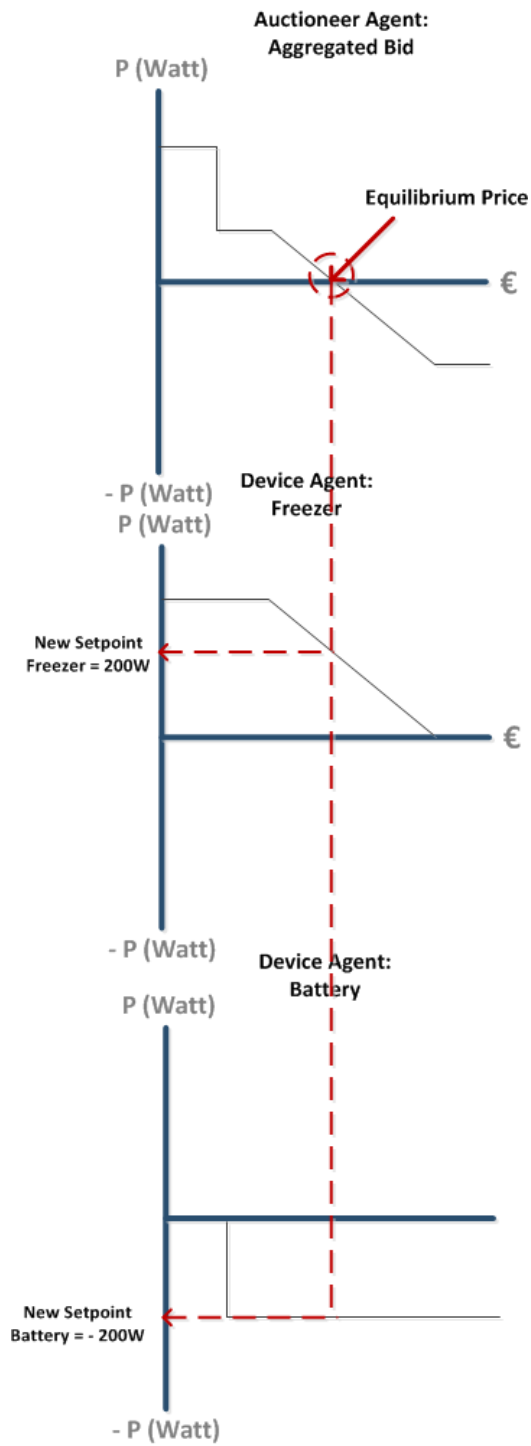 Auctioneer Agent:
Aggregated Bid
P (Watt)
Equilibrium Price
€
- P (Watt)
Device Agent:
Freezer
P (Watt)
New Setpoint
Freezer = 200W
€
- P (Watt)
Device Agent:
Battery
P (Watt)
New Setpoint
Battery = - 200W
- P (Watt)